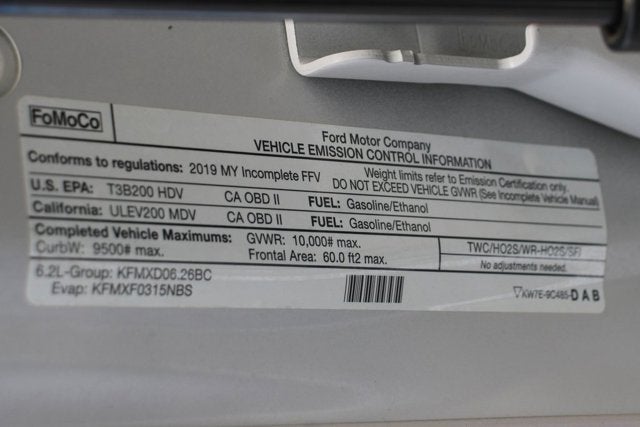 FoMoCo
FoMoCo
Ford Motor Company
VEHICLE EMISSION CONTROL INFORMATION
Conforms to regulations: 2019 MY Incomplete FFV
Weight limits refer to Emission Certification only.
DO NOT EXCEED VEHICLE GVWR (See Incomplete Vehicle Manual)
U.S. EPA: T3B200 HDV CA OBD II FUEL: Gasoline/Ethanol
California: ULEV200 MDV CA OBD II FUEL: Gasoline/Ethanol
Completed Vehicle Maximums: GVWR: 10,000# max.
CurbW: 9500# max. Frontal Area: 60.0 ft2 max.
TWC/HO2S/WR-HO2S/SFI
No adjustments needed.
6.2L-Group: KFMXD06.26BC
Evap: KFMXF0315NBS
KW7E-9C485-DAB